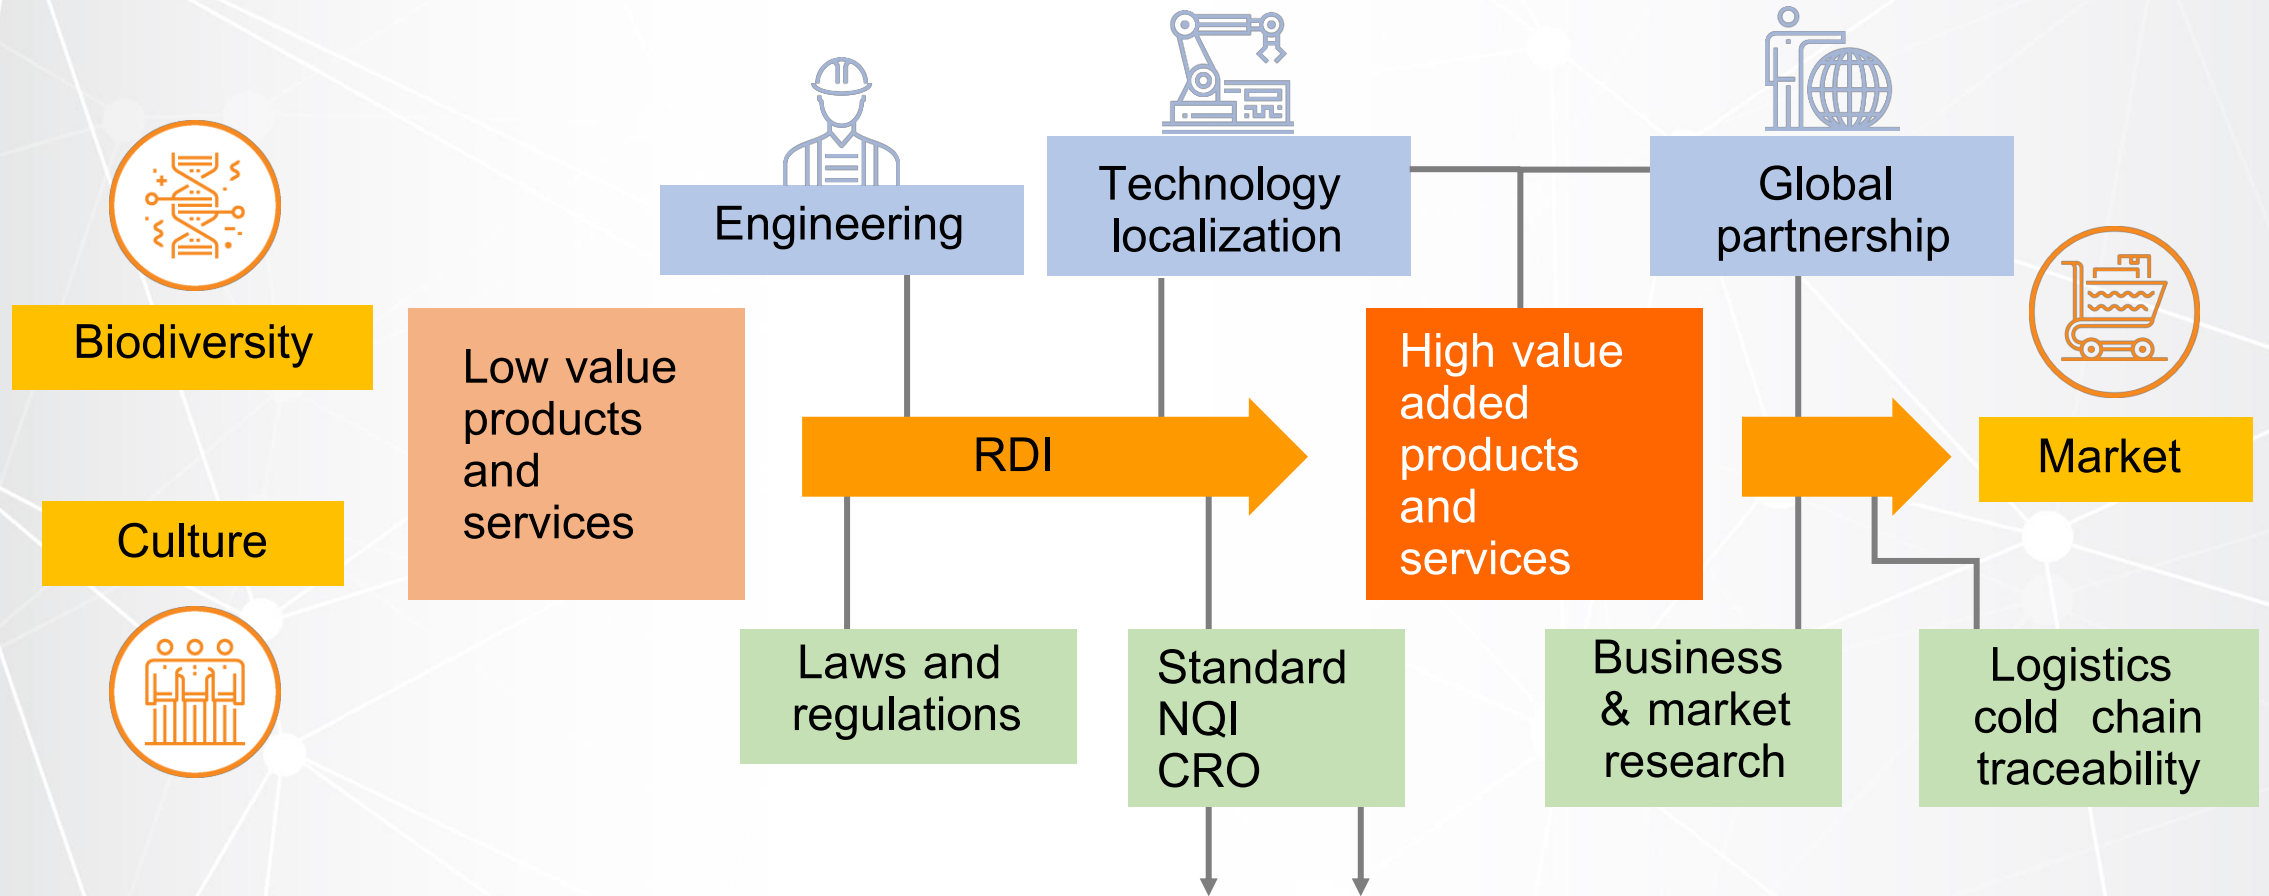 Biodiversity
Culture
Low value
products
and
services
Engineering
Technology
localization
Global
partnership
RDI
High value
added
products
and
services
Market
Laws and
regulations
Standard
NQI
CRO
Business
& market
research
Logistics
cold chain
traceability